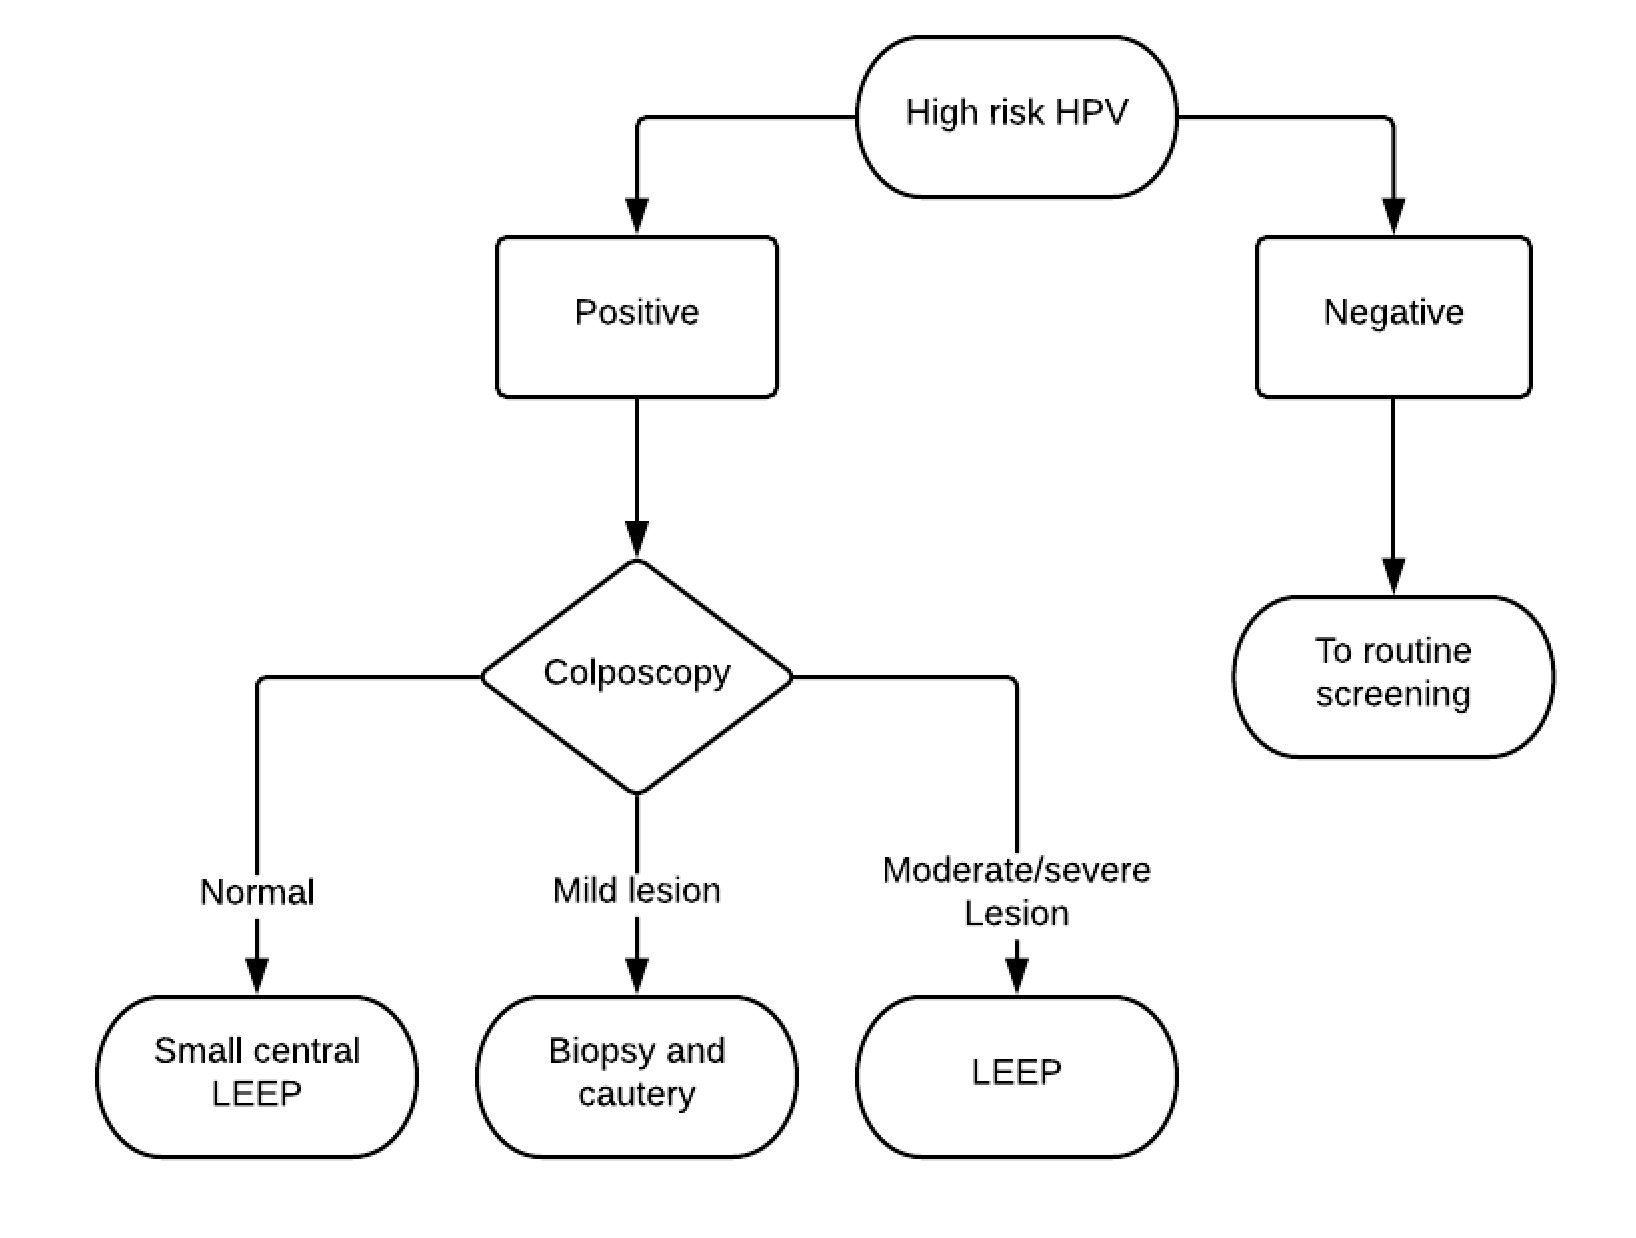 High risk HPV
Positive
Negative
Colposcopy
To routine
screening
Normal
Mild lesion
Moderate/severe
Lesion
Small central
LEEP
Biopsy and
cautery
LEEP